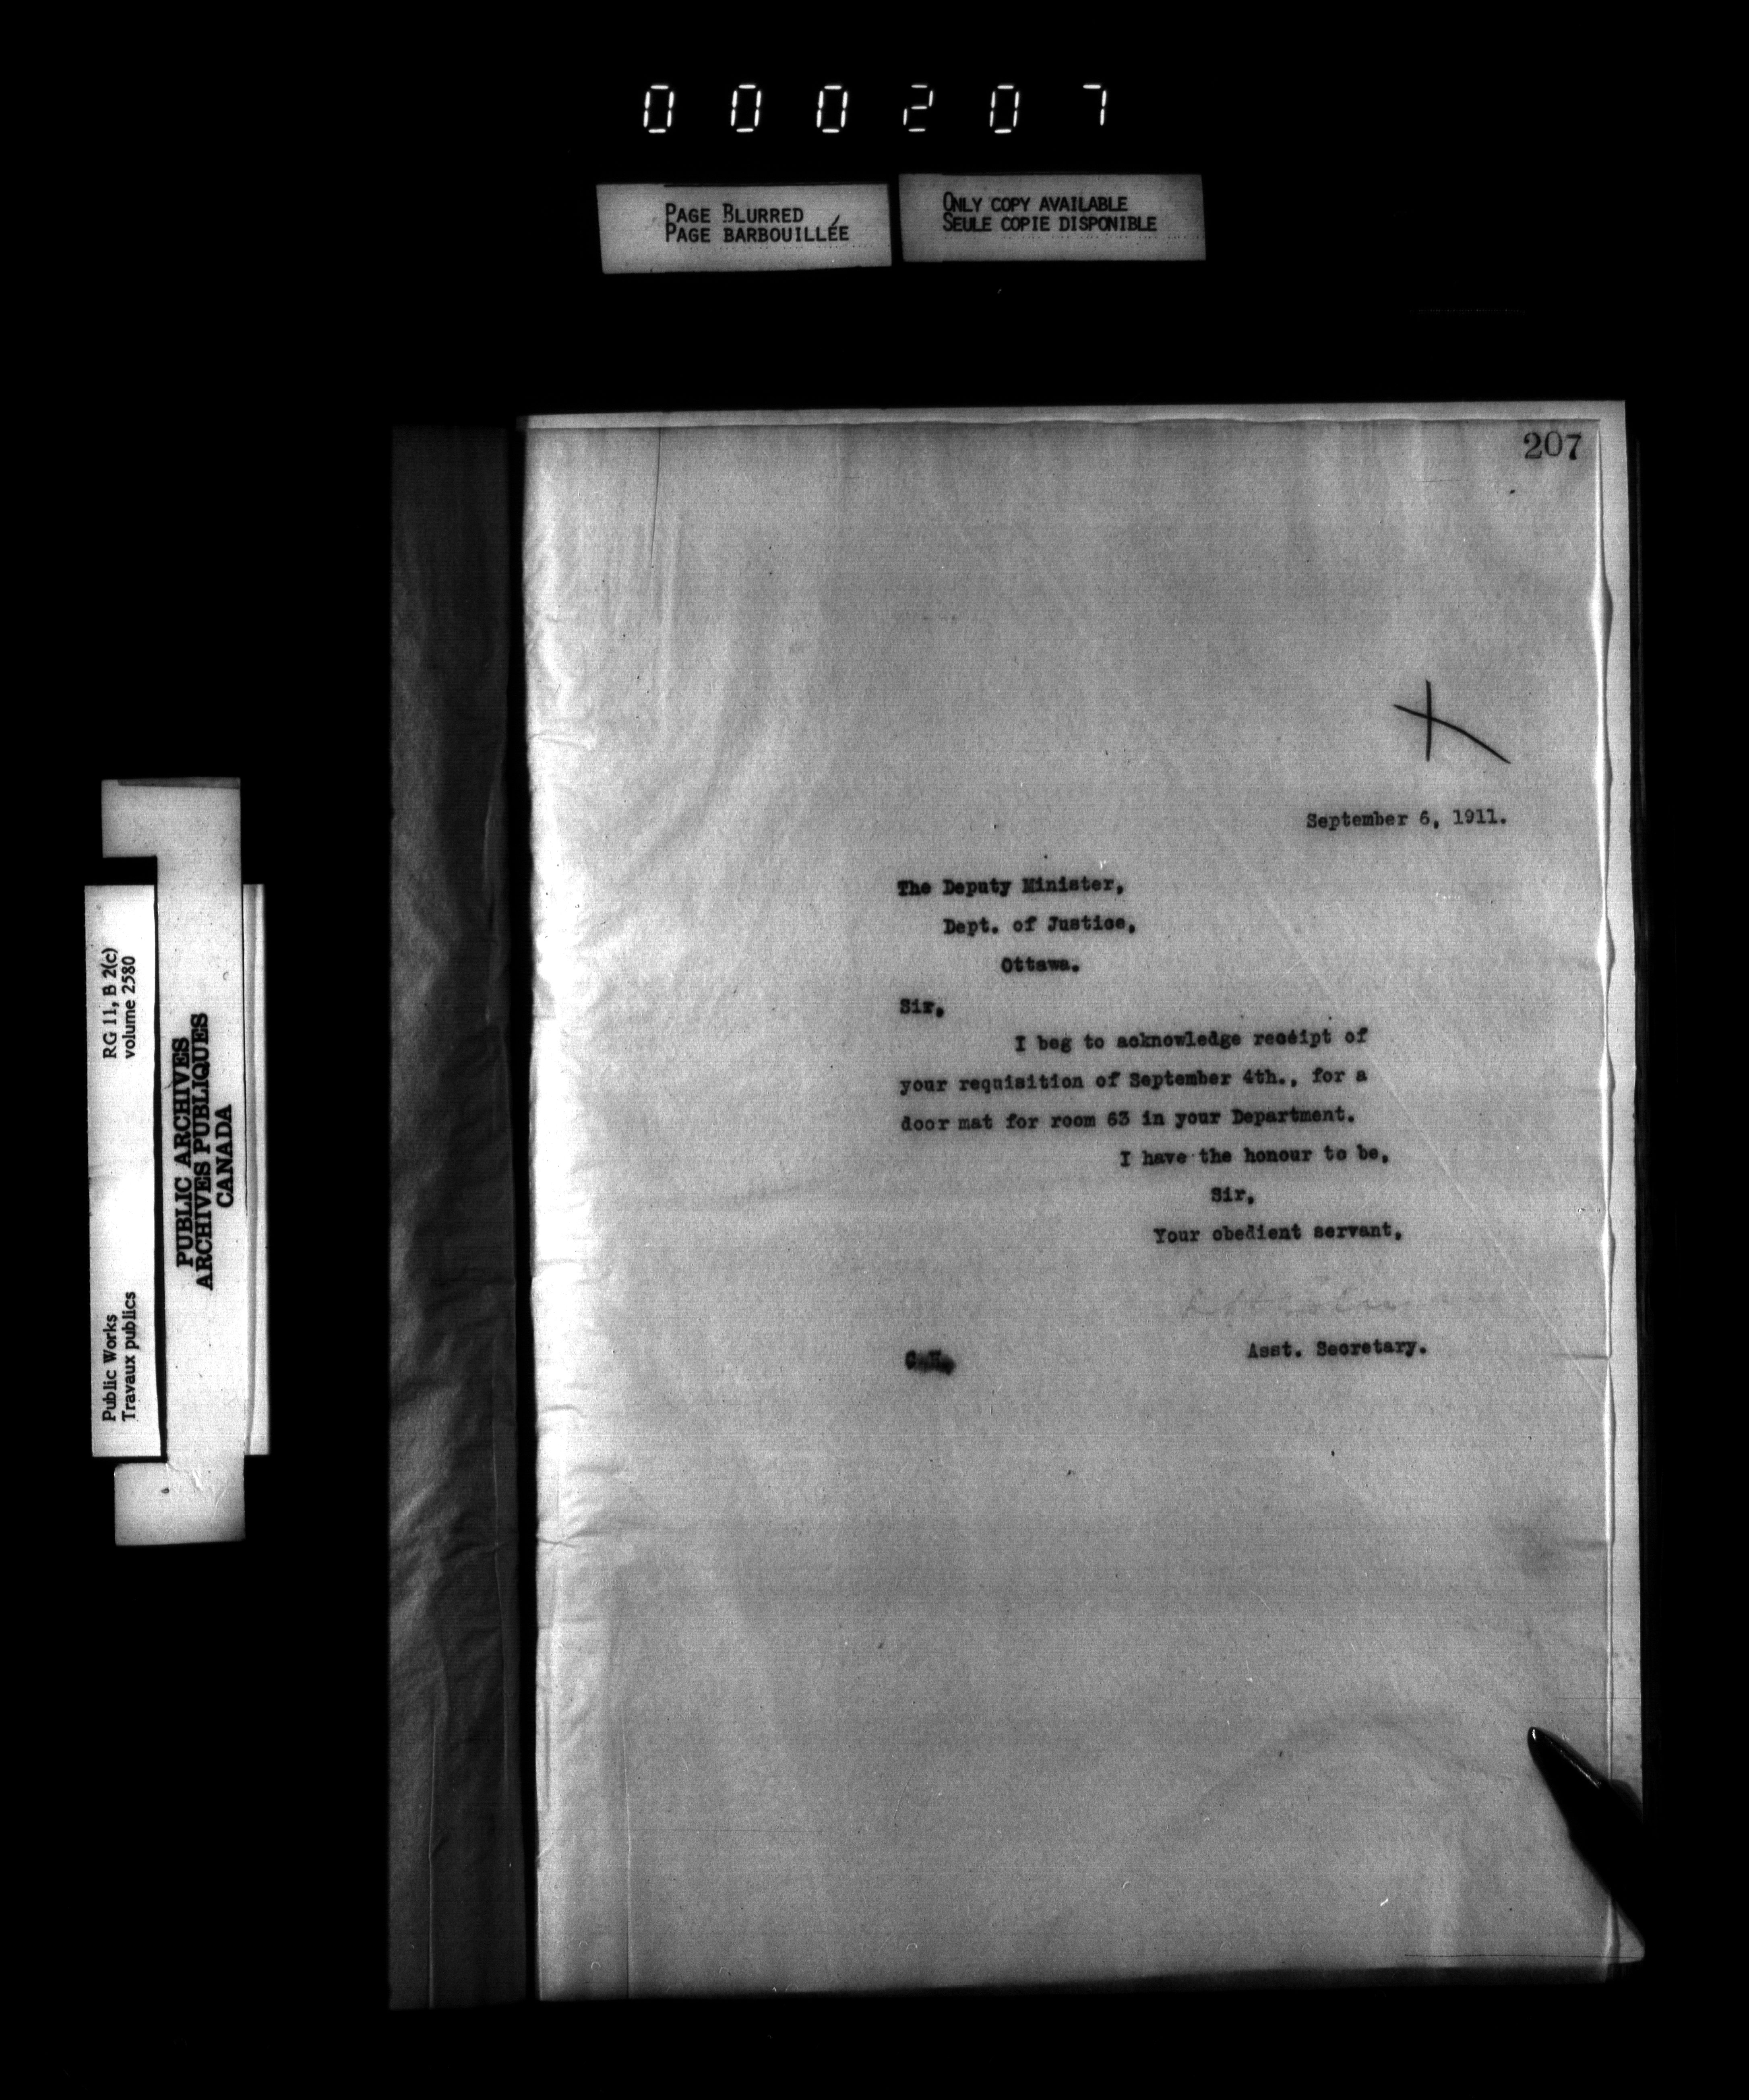 000207
PAGE BLURRED
PAGE BARBOUILLÉE
ONLY COPY AVAILABLE
SEULE COPIE DISPONIBLE
207
September 6, 1911.
The Deputy Minister,
Dept. of Justice,
Ottawa.
Sir,
I beg to acknowledge receipt of
your requisition of September 4th., for a
door mat for room 63 in your Department.
I have the honour to be,
Sir,
Your obedient servant,
Asst. Secretary.
RG 11, B 2(c)
volume 2580
Public Works
Travaux publics
PUBLIC ARCHIVES
ARCHIVES PUBLIQUES
CANADA